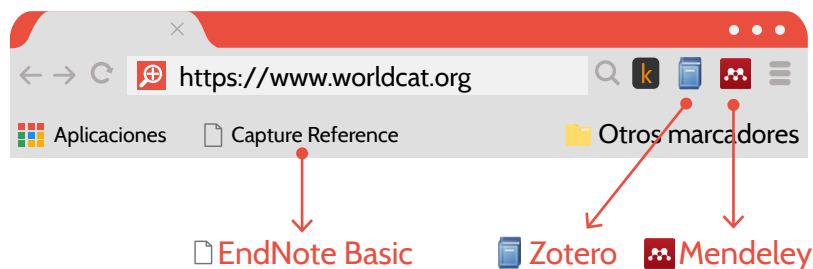 https://www.worldcat.org k
Aplicaciones Capture Reference Otros marcadores
EndNote Basic Zotero Mendeley